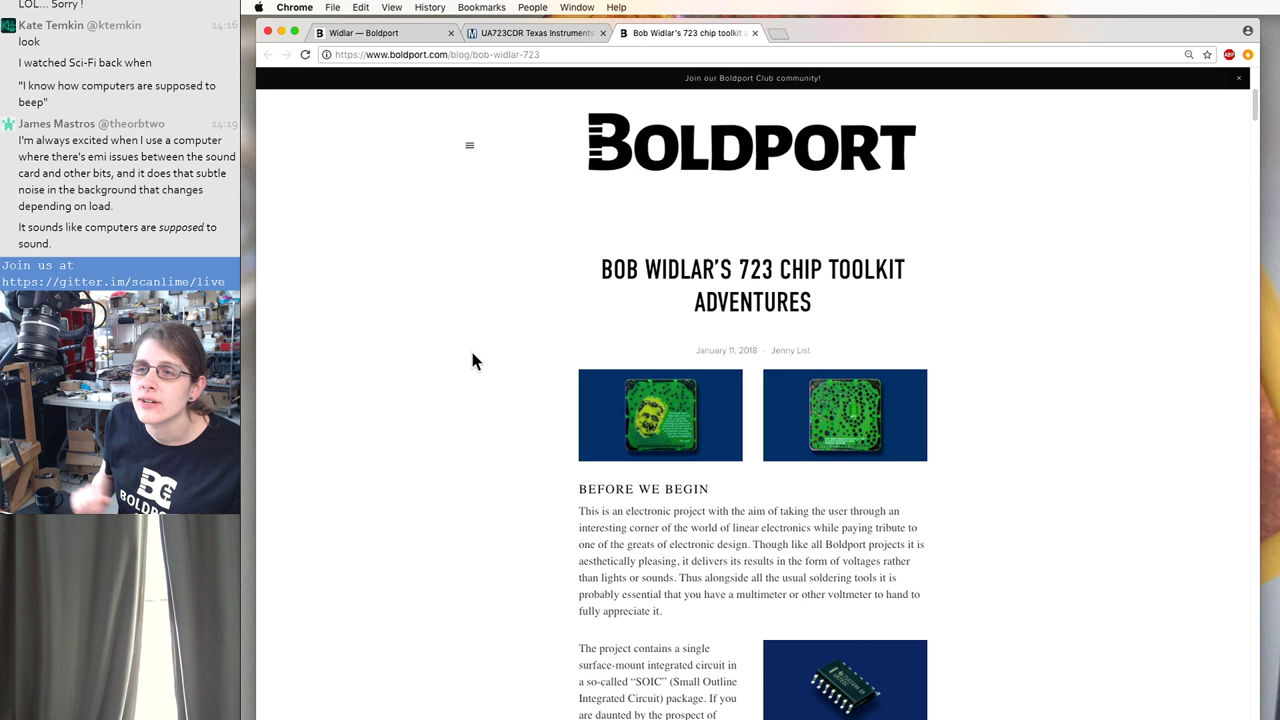 LOL... Sorry !
Kate Temkin @ktemkin 14:16
look
I watched Sci-Fi back when
"I know how computers are supposed to
beep"
James Mastros @theorbtwo 14:19
I'm always excited when I use a computer
where there's emi issues between the sound
card and other bits, and it does that subtle
noise in the background that changes
depending on load.
It sounds like computers are supposed to
sound.
Join us at
https://gitter.im/scanlime/live
Chrome File Edit View History Bookmarks People Window Help
Widlar — Boldport
UA723CDR Texas Instruments
Bob Widlar's 723 chip toolkit a
https://www.boldport.com/blog/bob-widlar-723
ABP
Join our Boldport Club community!
BOLDPORT
BOB WIDLAR'S 723 CHIP TOOLKIT
ADVENTURES
January 11, 2018 · Jenny List
BEFORE WE BEGIN
This is an electronic project with the aim of taking the user through an
interesting corner of the world of linear electronics while paying tribute to
one of the greats of electronic design. Though like all Boldport projects it is
aesthetically pleasing, it delivers its results in the form of voltages rather
than lights or sounds. Thus alongside all the usual soldering tools it is
probably essential that you have a multimeter or other voltmeter to hand to
fully appreciate it.
The project contains a single
surface-mount integrated circuit in
a so-called “SOIC” (Small Outline
Integrated Circuit) package. If you
are daunted by the prospect of